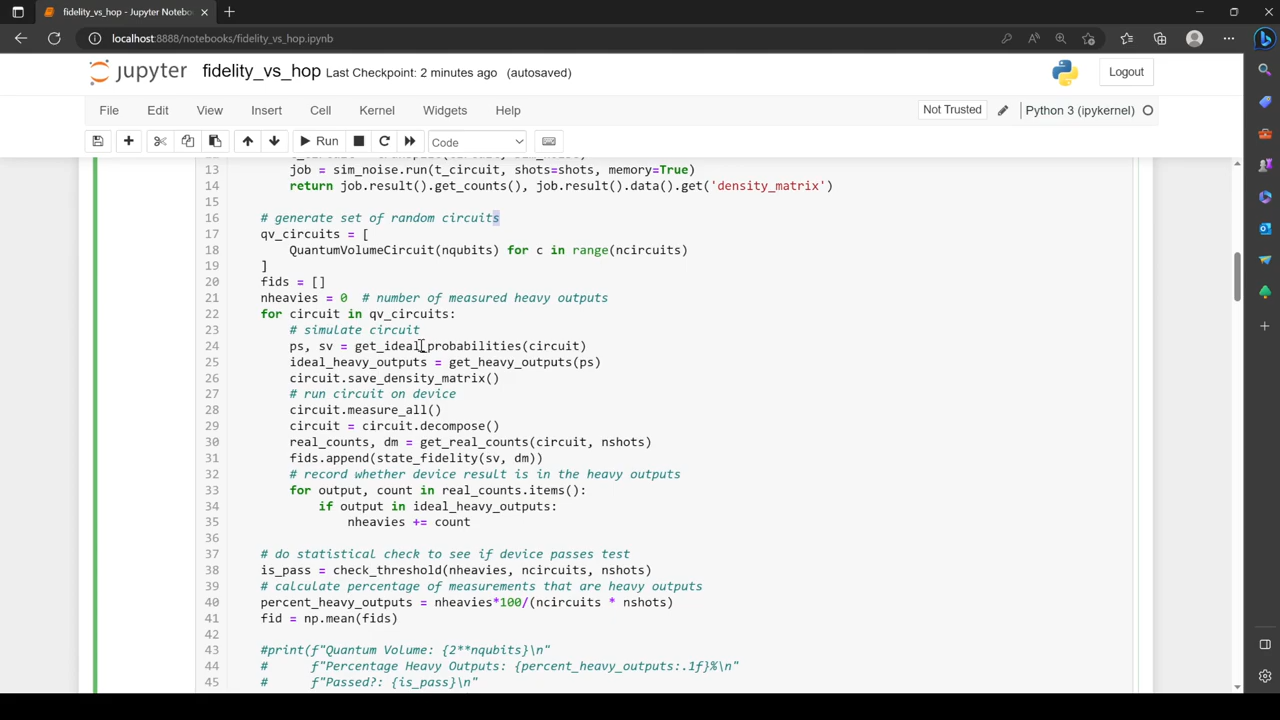 fidelity_vs_hop - Jupyter Notebo
localhost:8888/notebooks/fidelity_vs_hop.ipynb
jupyter fidelity_vs_hop Last Checkpoint: 2 minutes ago (autosaved)
Logout
File Edit View Insert Cell Kernel Widgets Help
Not Trusted Python 3 (ipykernel)
Run Code
13 job = sim_noise.run(t_circuit, shots=shots, memory=True)
14 return job.result().get_counts(), job.result().data().get('density_matrix')
15
16 # generate set of random circuits
17 qv_circuits = [
18 QuantumVolumeCircuit(nqubits) for c in range(ncircuits)
19 ]
20 fids = []
21 nheavies = 0 # number of measured heavy outputs
22 for circuit in qv_circuits:
23 # simulate circuit
24 ps, sv = get_ideal_probabilities(circuit)
25 ideal_heavy_outputs = get_heavy_outputs(ps)
26 circuit.save_density_matrix()
27 # run circuit on device
28 circuit.measure_all()
29 circuit = circuit.decompose()
30 real_counts, dm = get_real_counts(circuit, nshots)
31 fids.append(state_fidelity(sv, dm))
32 # record whether device result is in the heavy outputs
33 for output, count in real_counts.items():
34 if output in ideal_heavy_outputs:
35 nheavies += count
36
37 # do statistical check to see if device passes test
38 is_pass = check_threshold(nheavies, ncircuits, nshots)
39 # calculate percentage of measurements that are heavy outputs
40 percent_heavy_outputs = nheavies*100/(ncircuits * nshots)
41 fid = np.mean(fids)
42
43 #print(f"Quantum Volume: {2**nqubits}\n"
44 # f"Percentage Heavy Outputs: {percent_heavy_outputs:.1f}%\n"
45 # f"Passed?: {is_pass}\n"